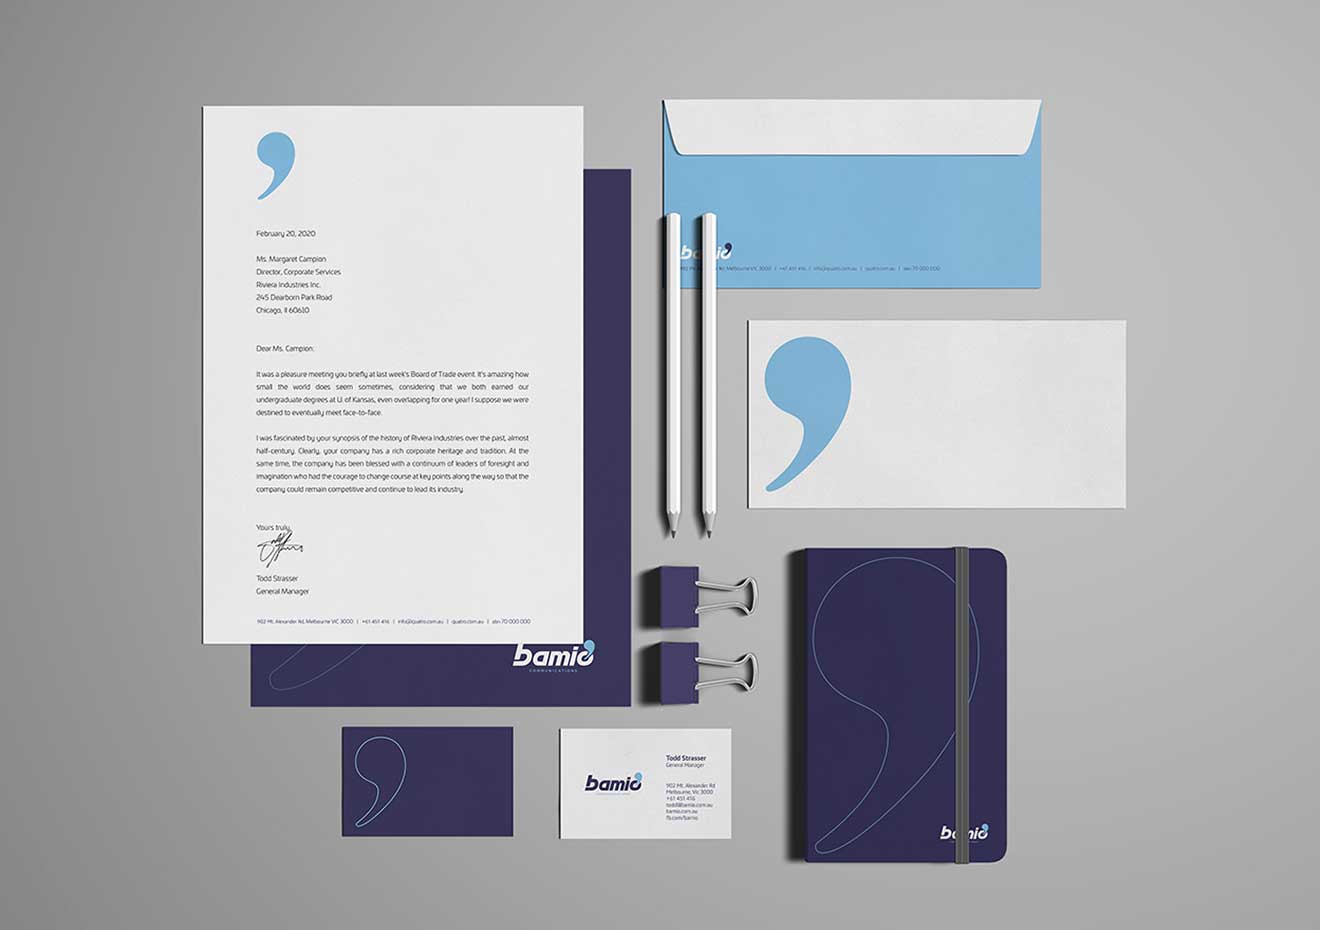 February 20, 2020
Ms. Margaret Campion
Director, Corporate Services
Riviera Industries Inc.
245 Dearborn Park Road
Chicago, Il 60610
Dear Ms. Campion:
It was a pleasure meeting you briefly at last week's Board of Trade event. It's amazing how
small the world does seem sometimes, considering that we both earned our
undergraduate degrees at U. of Kansas, even overlapping for one year! I suppose we were
destined to eventually meet face-to-face.
I was fascinated by your synopsis of the history of Riviera Industries over the past, almost
half-century. Clearly, your company has a rich corporate heritage and tradition. At the
same time, the company has been blessed with a continuum of leaders of foresight and
imagination who had the courage to change course at key points along the way so that the
company could remain competitive and continue to lead its industry.
Yours truly,
Todd Strasser
General Manager
902 Mt. Alexander Rd, Melbourne VIC 3000 | +61 451 416 | info@quatro.com.au | quatro.com.au | abn 70 000 000
bamio
COMMUNICATIONS
bamio
Rd, Melbourne VIC 3000 | +61 451 416 | info@quatro.com.au | quatro.com.au | abn 70 000 000
bamio
Todd Strasser
General Manager
902 Mt. Alexander Rd
Melbourne, Vic 3000
+61 451 416
todd@bamio.com.au
bamio.com.au
fb.com/bamio
bamio